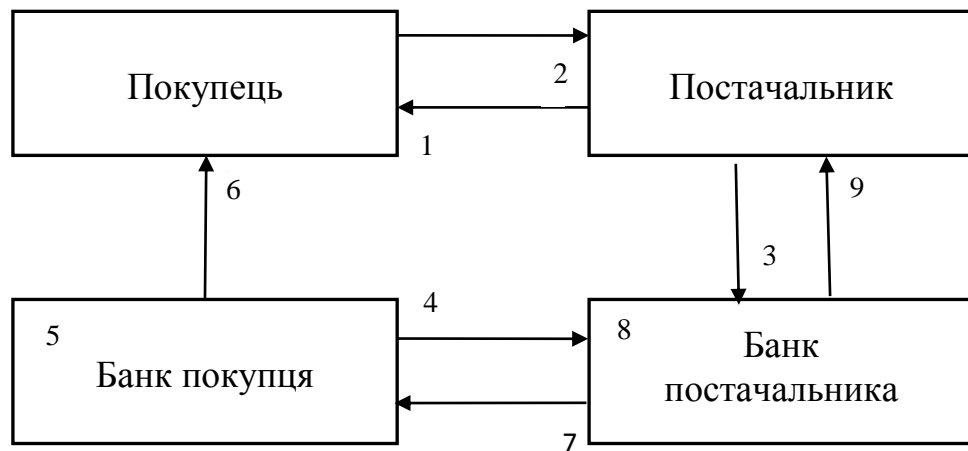 Покупець
2
Постачальник
1
6
9
3
4
5
Банк покупця
8
Банк
постачальника
7